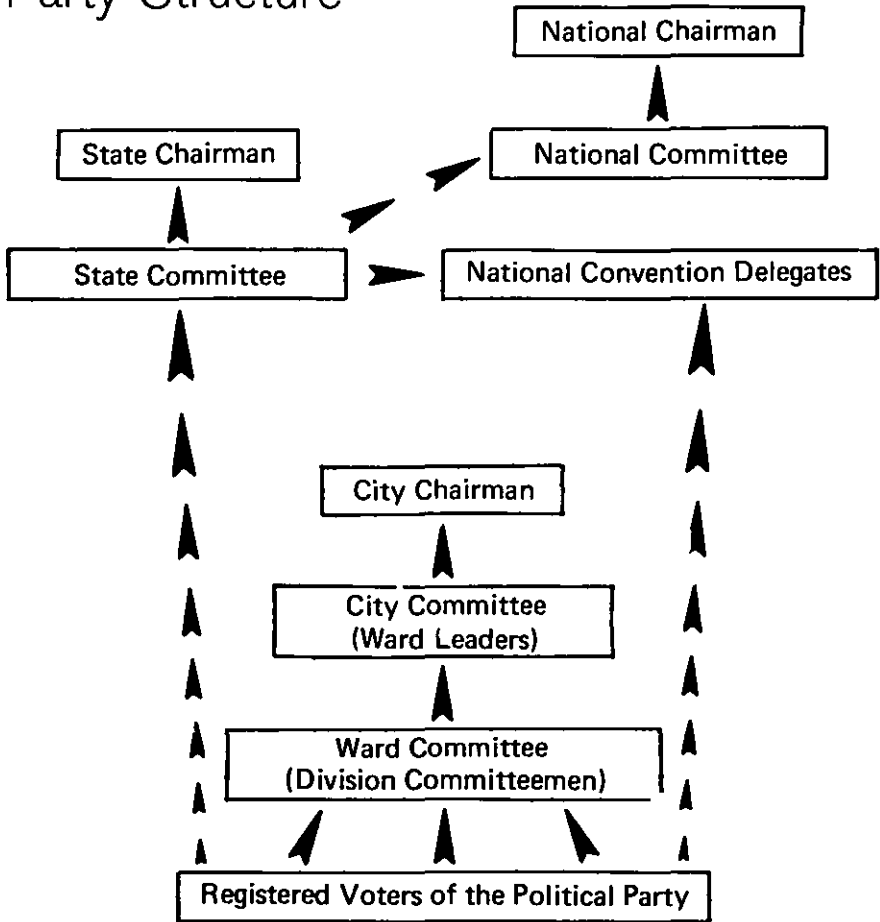 Party Structure
National Chairman
State Chairman
National Committee
State Committee
National Convention Delegates
City Chairman
City Committee
(Ward Leaders)
Ward Committee
(Division Committeemen)
Registered Voters of the Political Party